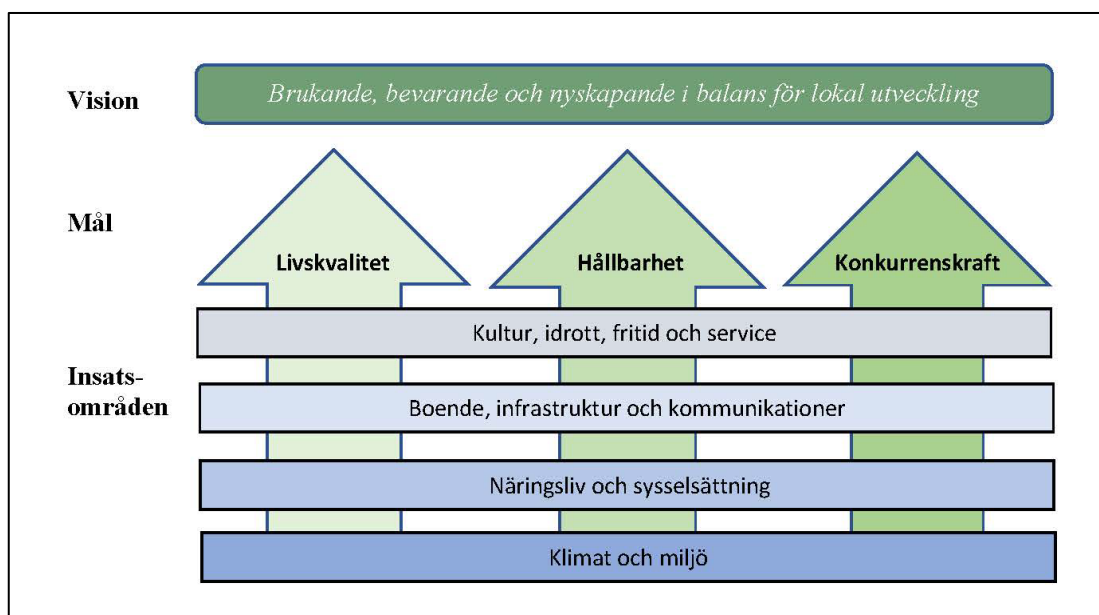 Vision
Brukande, bevarande och nyskapande i balans för lokal utveckling
Mål
Livskvalitet
Hållbarhet
Konkurrenskraft
Kultur, idrott, fritid och service
Insats-
områden
Boende, infrastruktur och kommunikationer
Näringsliv och sysselsättning
Klimat och miljö